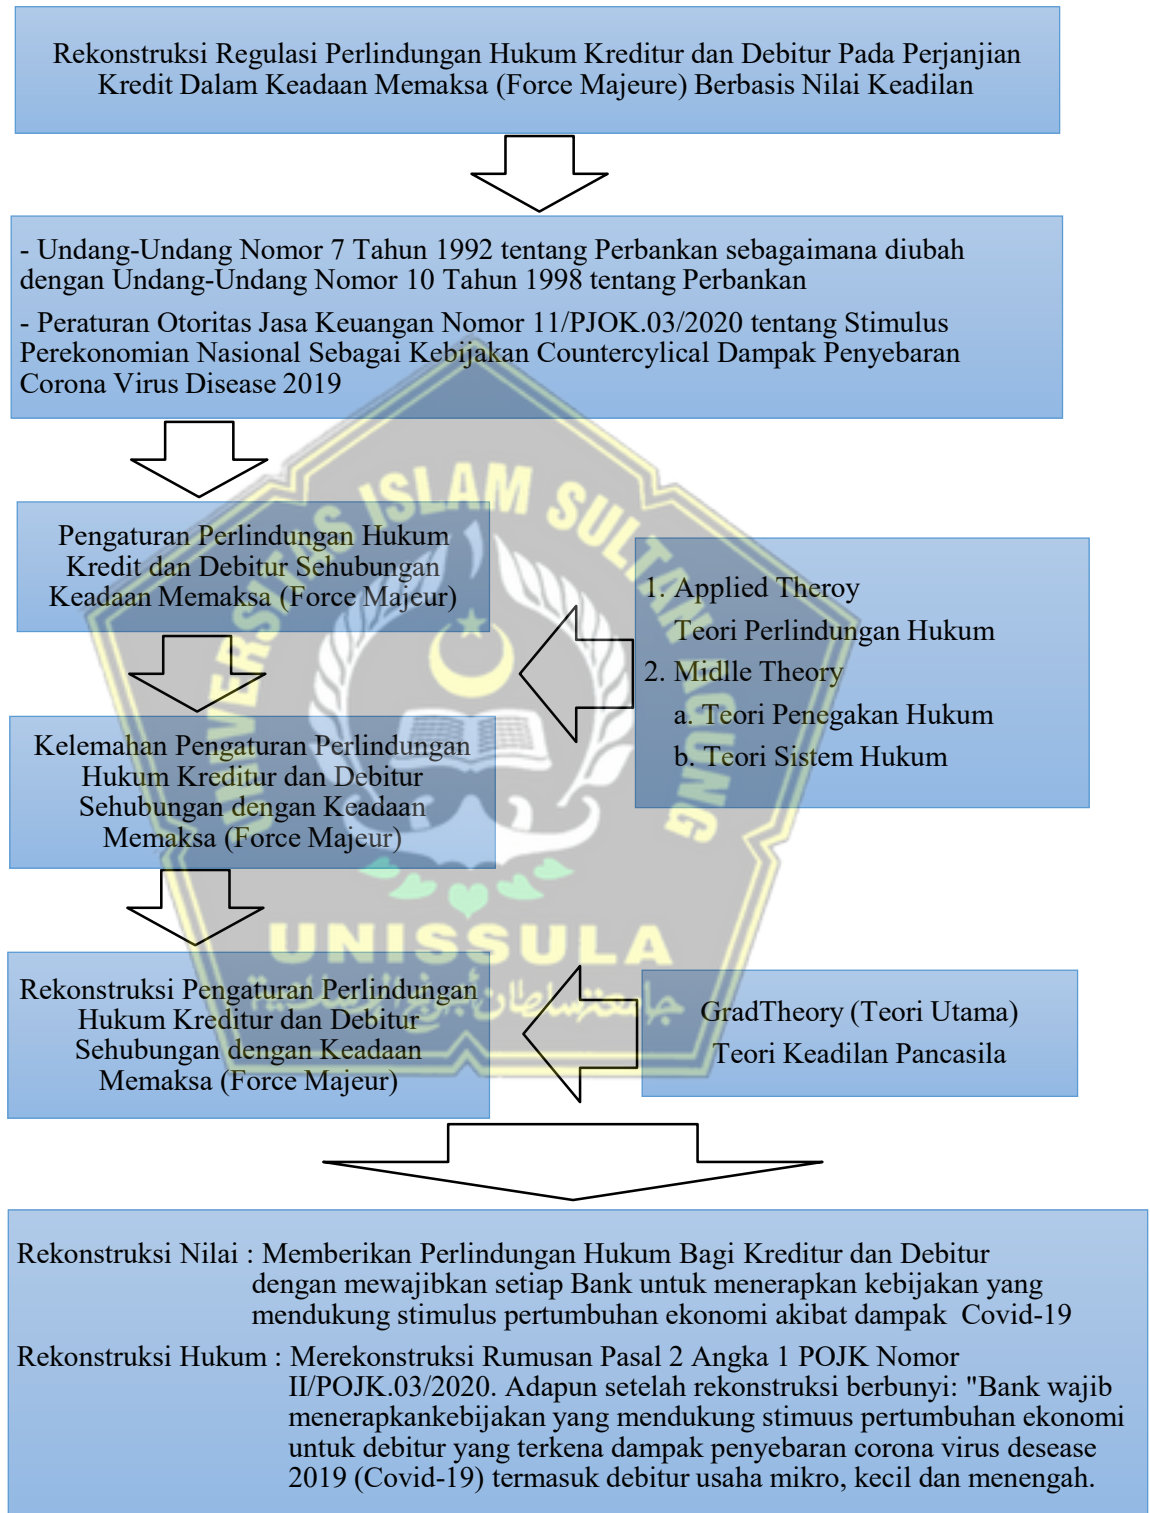 Rekonstruksi Regulasi Perlindungan Hukum Kreditur dan Debitur Pada Perjanjian
Kredit Dalam Keadaan Memaksa (Force Majeure) Berbasis Nilai Keadilan
- Undang-Undang Nomor 7 Tahun 1992 tentang Perbankan sebagaimana diubah
dengan Undang-Undang Nomor 10 Tahun 1998 tentang Perbankan
- Peraturan Otoritas Jasa Keuangan Nomor 11/PJOK.03/2020 tentang Stimulus
Perekonomian Nasional Sebagai Kebijakan Countercylical Dampak Penyebaran
Corona Virus Disease 2019
Pengaturan Perlindungan Hukum
Kredit dan Debitur Sehubungan
Keadaan Memaksa (Force Majeur)
1. Applied Theroy
Teori Perlindungan Hukum
2. Midlle Theory
a. Teori Penegakan Hukum
b. Teori Sistem Hukum
Kelemahan Pengaturan Perlindungan
Hukum Kreditur dan Debitur
Sehubungan dengan Keadaan
Memaksa (Force Majeur)
Rekonstruksi Pengaturan Perlindungan
Hukum Kreditur dan Debitur
Sehubungan dengan Keadaan
Memaksa (Force Majeur)
GradTheory (Teori Utama)
Teori Keadilan Pancasila
Rekonstruksi Nilai : Memberikan Perlindungan Hukum Bagi Kreditur dan Debitur
dengan mewajibkan setiap Bank untuk menerapkan kebijakan yang
mendukung stimulus pertumbuhan ekonomi akibat dampak Covid-19
Rekonstruksi Hukum : Merekonstruksi Rumusan Pasal 2 Angka 1 POJK Nomor
II/POJK.03/2020. Adapun setelah rekonstruksi berbunyi: "Bank wajib
menerapkankebijakan yang mendukung stimuus pertumbuhan ekonomi
untuk debitur yang terkena dampak penyebaran corona virus desease
2019 (Covid-19) termasuk debitur usaha mikro, kecil dan menengah.
UNIVERSITAS ISLAM SULTAN AGUNG
UNISSULA